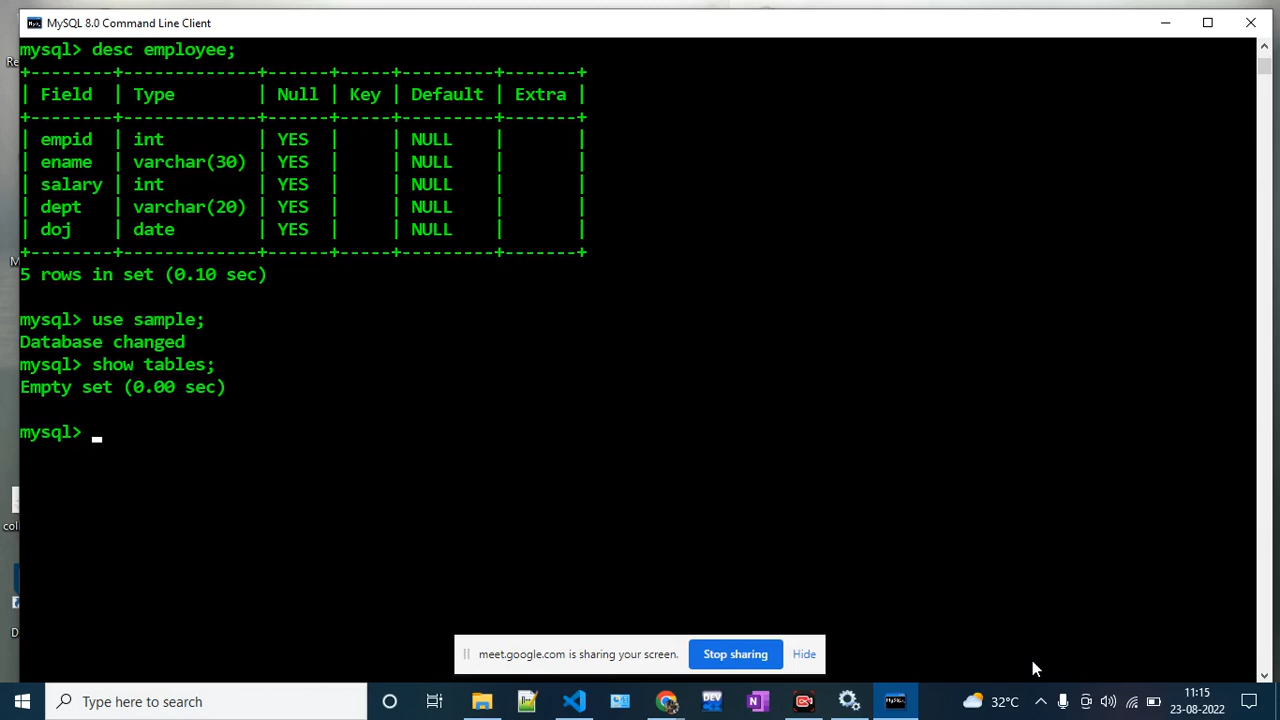 MySQL 8.0 Command Line Client
mysql> desc employee;
+--------+-------------+------+-----+---------+-------+
| Field  | Type        | Null | Key | Default | Extra |
+--------+-------------+------+-----+---------+-------+
| empid  | int         | YES  |     | NULL    |       |
| ename  | varchar(30) | YES  |     | NULL    |       |
| salary | int         | YES  |     | NULL    |       |
| dept   | varchar(20) | YES  |     | NULL    |       |
| doj    | date        | YES  |     | NULL    |       |
+--------+-------------+------+-----+---------+-------+
5 rows in set (0.10 sec)
mysql> use sample;
Database changed
mysql> show tables;
Empty set (0.00 sec)
mysql>
meet.google.com is sharing your screen. Stop sharing Hide
Type here to search
DEV
32°C
11:15
23-08-2022